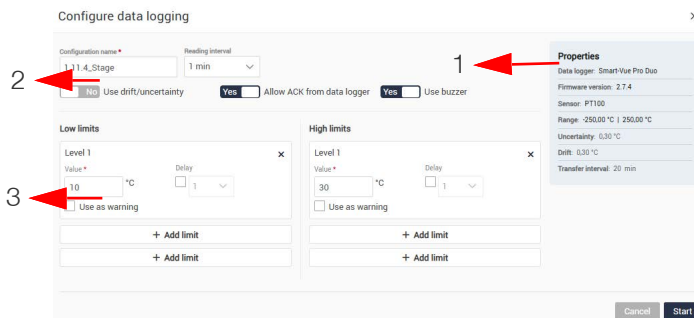 Configure data logging
×
Configuration name *
Reading interval
1.11.4_Stage
1 min
1
2
No Use drift/uncertainty
Yes Allow ACK from data logger
Yes Use buzzer
Properties
Data logger: Smart-Vue Pro Duo
Firmware version: 2.7.4
Sensor: PT100
Range: -250,00 °C | 250,00 °C
Uncertainty: 0,30 °C
Drift: 0,30 °C
Transfer interval: 20 min
Low limits
Level 1
×
Value *
Delay
10
°C
1
3
Use as warning
+ Add limit
+ Add limit
High limits
Level 1
×
Value *
Delay
30
°C
1
Use as warning
+ Add limit
+ Add limit
Cancel
Start